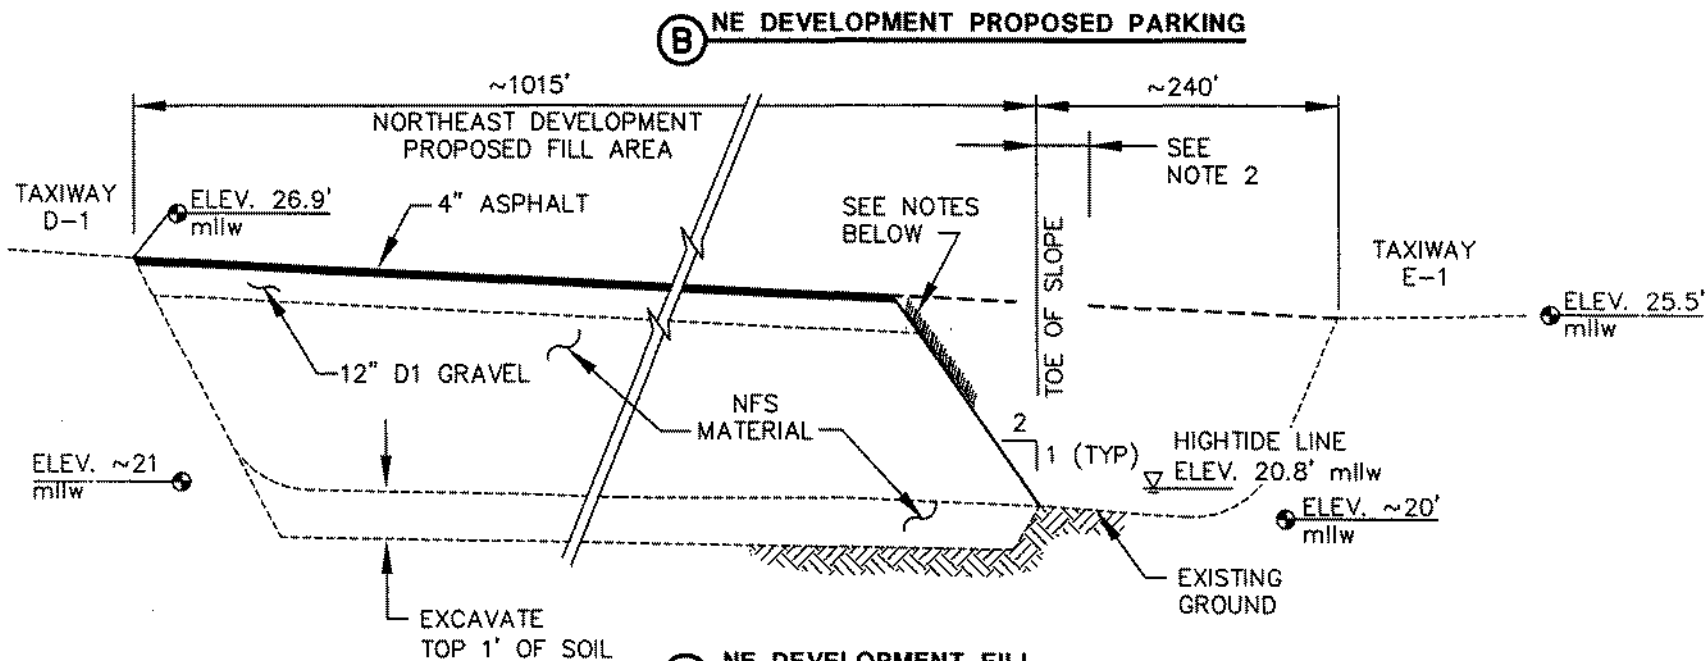 B NE DEVELOPMENT PROPOSED PARKING
~1015'
~240'
NORTHEAST DEVELOPMENT
PROPOSED FILL AREA
SEE
NOTE 2
TAXIWAY
D-1
ELEV. 26.9'
mllw
4" ASPHALT
SEE NOTES
BELOW
TOE OF SLOPE
TAXIWAY
E-1
ELEV. 25.5'
mllw
12" D1 GRAVEL
NFS
MATERIAL
2
1 (TYP)
HIGHTIDE LINE
ELEV. 20.8' mllw
ELEV. ~21
mllw
ELEV. ~20'
mllw
EXISTING
GROUND
EXCAVATE
TOP 1' OF SOIL
NE DEVELOPMENT FILL